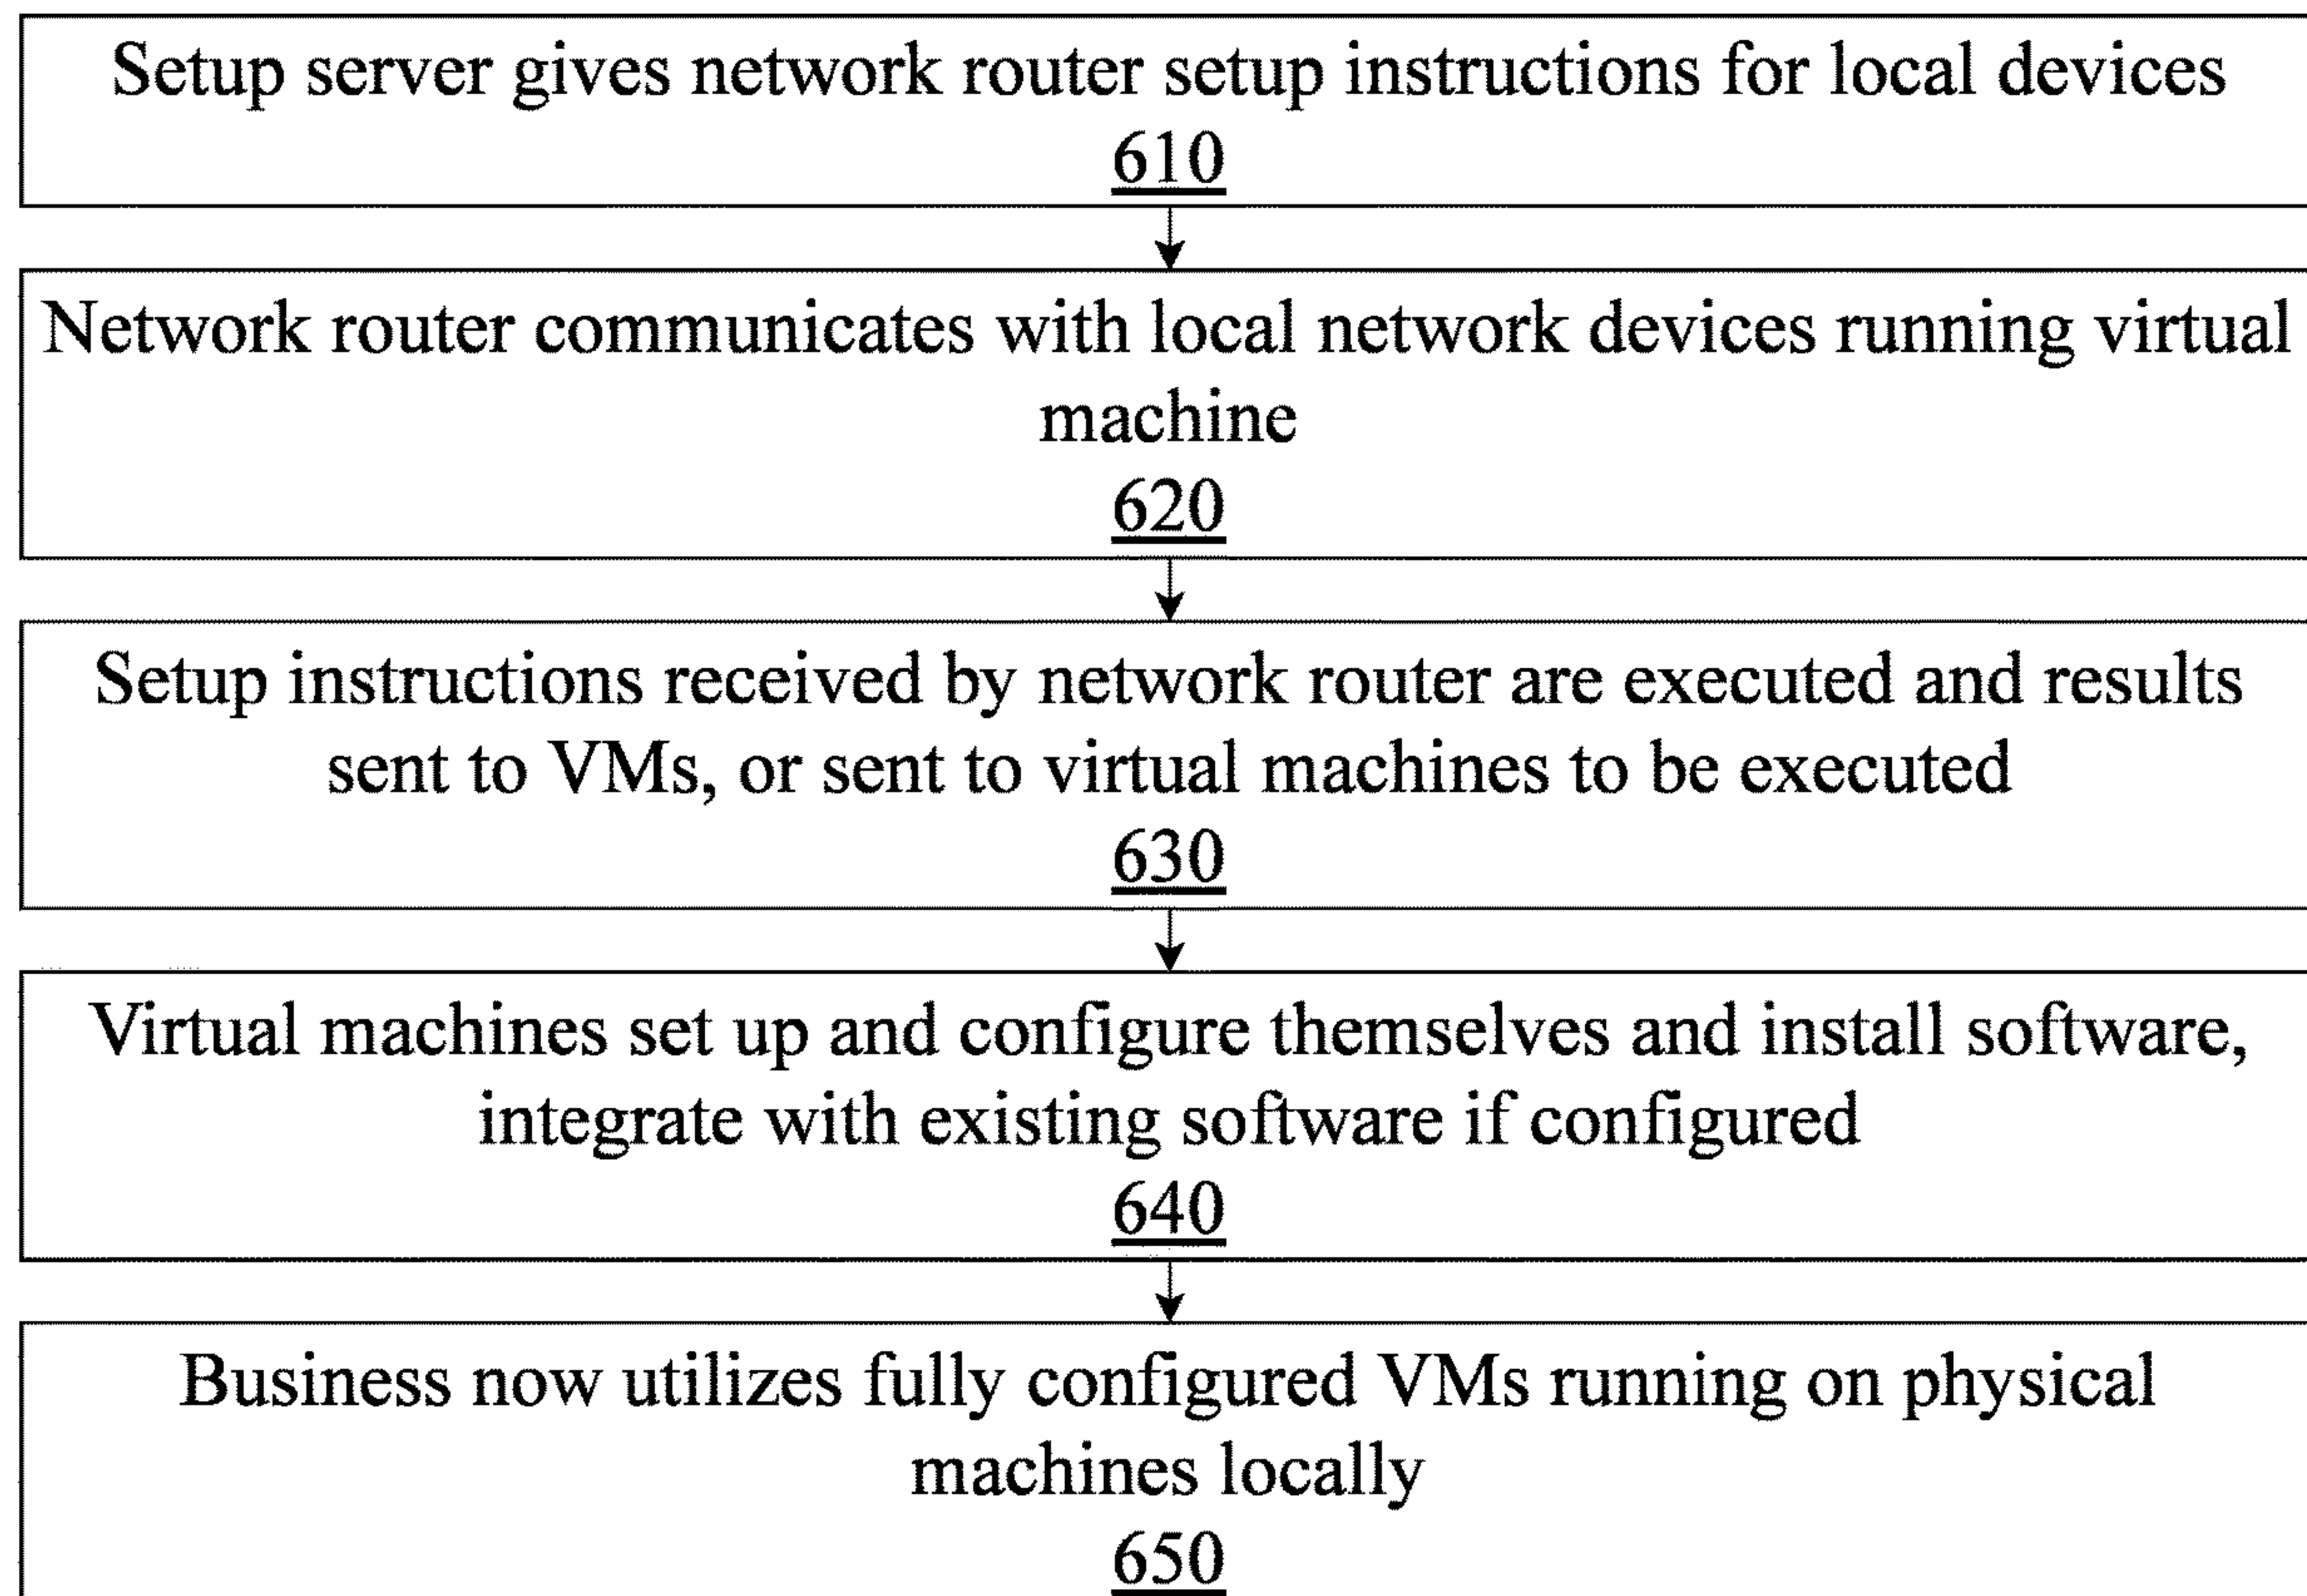 Setup server gives network router setup instructions for local devices
610
Network router communicates with local network devices running virtual
machine
620
Setup instructions received by network router are executed and results
sent to VMs, or sent to virtual machines to be executed
630
Virtual machines set up and configure themselves and install software,
integrate with existing software if configured
640
Business now utilizes fully configured VMs running on physical
machines locally
650